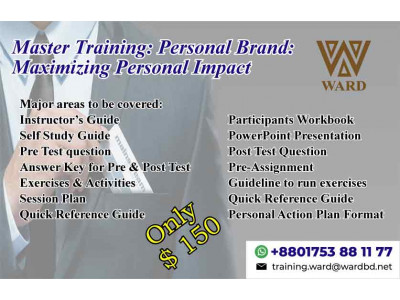 Master Training: Personal Brand:
Maximizing Personal Impact
WARD
Major areas to be covered:
Instructor's Guide
Self Study Guide
Pre Test question
Answer Key for Pre & Post Test
Exercises & Activities
Session Plan
Quick Reference Guide
Participants Workbook
PowerPoint Presentation
Post Test Question
Pre-Assignment
Guideline to run exercises
Quick Reference Guide
Personal Action Plan Format
Only
$ 150
+8801753 88 11 77
training.ward@wardbd.net